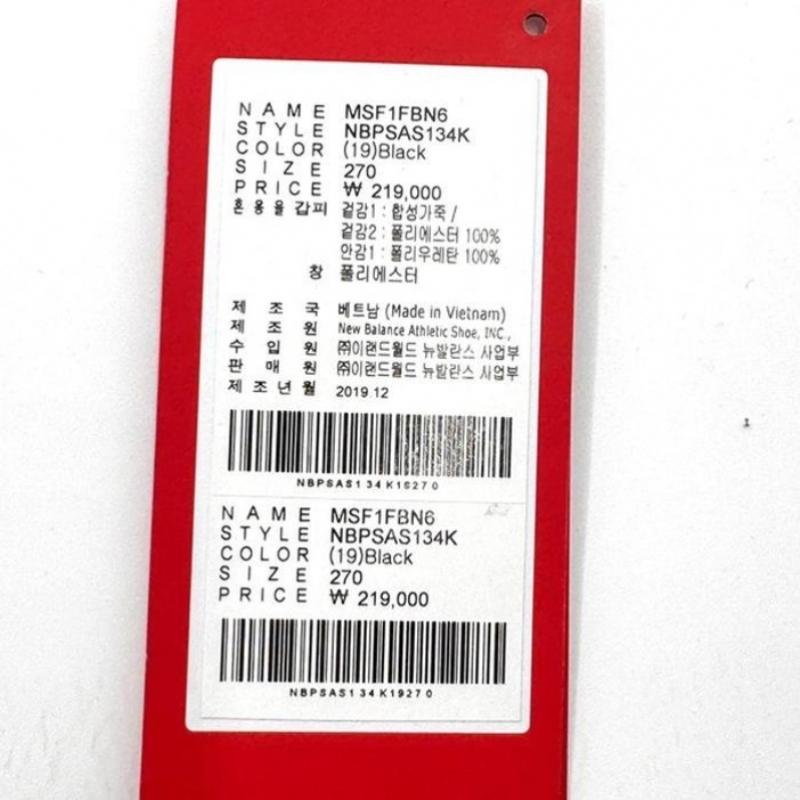 NAME MSF1FBN6
STYLE NBPSAS134K
COLOR (19)Black
SIZE 270
PRICE ₩ 219,000
혼용율 갑피 겉감1 : 합성가죽 /
겉감2 : 폴리에스터 100%
안감1 : 폴리우레탄 100%
창 폴리에스터
제조국 베트남 (Made in Vietnam)
제조원 New Balance Athletic Shoe, INC.,
수입원 ㈜이랜드월드 뉴발란스 사업부
판매원 ㈜이랜드월드 뉴발란스 사업부
제조년월 2019.12
NBPSAS134K19270
NAME MSF1FBN6
STYLE NBPSAS134K
COLOR (19)Black
SIZE 270
PRICE ₩ 219,000
NBPSAS134K19270